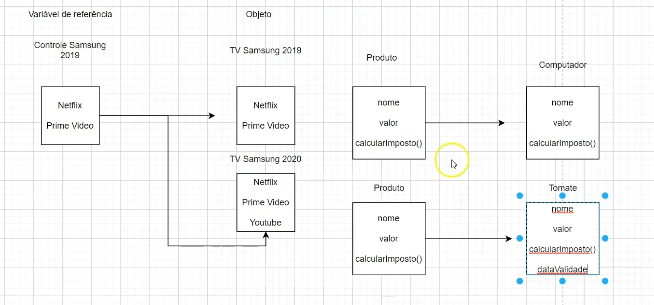 Variável de referência
Objeto
Controle Samsung
2019
TV Samsung 2019
Produto
Computador
Netflix
Prime Video
Netflix
Prime Video
nome
valor
calcularImposto()
nome
valor
calcularImposto()
TV Samsung 2020
Netflix
Prime Video
Youtube
Produto
Tomate
nome
valor
calcularImposto()
nome
valor
calcularImposto()
dataValidade